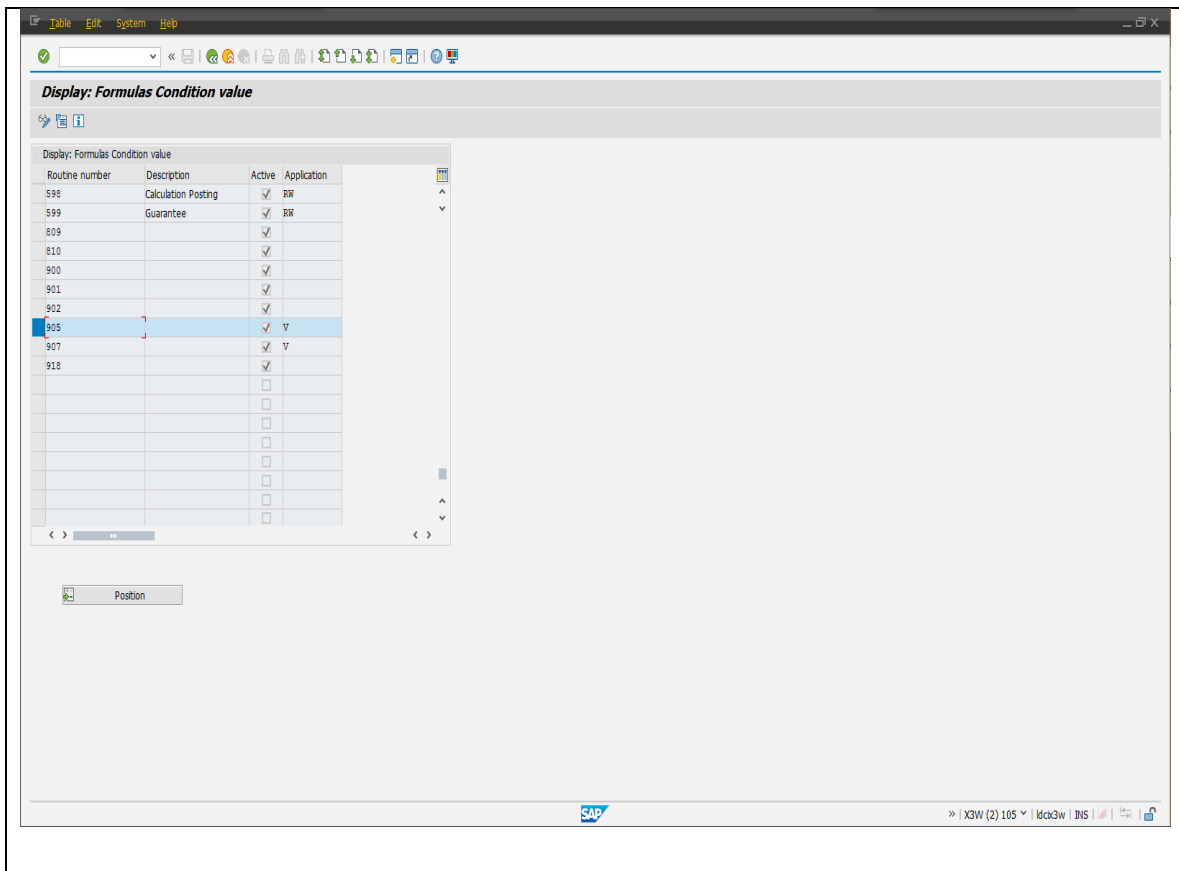 Table Edit System Help
Display: Formulas Condition value
Display: Formulas Condition value
Routine number Description Active Application
598 Calculation Posting RW
599 Guarantee RW
809
810
900
901
902
905 V
907 V
918
Position
SAP
X3W (2) 105 ldcix3w INS